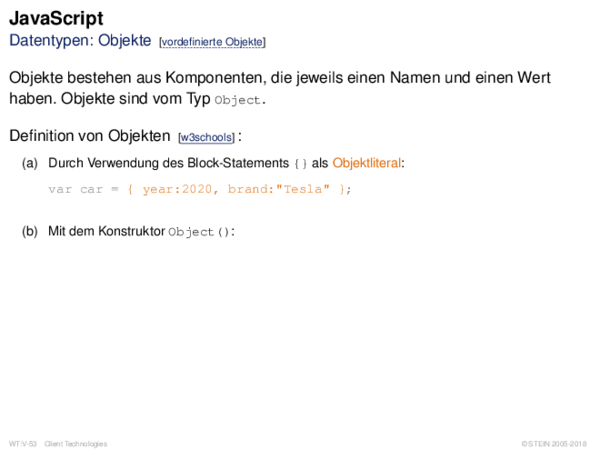 JavaScript
Datentypen: Objekte [vordefinierte Objekte]
Objekte bestehen aus Komponenten, die jeweils einen Namen und einen Wert
haben. Objekte sind vom Typ Object.
Definition von Objekten [w3schools] :
(a) Durch Verwendung des Block-Statements {} als Objektliteral:
var car = { year:2020, brand:"Tesla" };
(b) Mit dem Konstruktor Object():
WT:V-53 Client Technologies
© STEIN 2005-2018